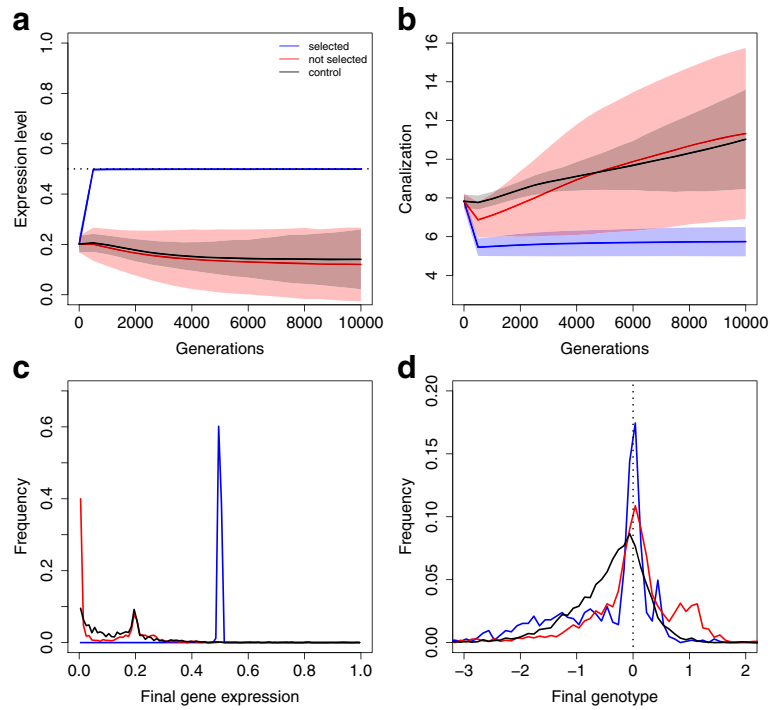 a
Expression level
0.0 0.2 0.4 0.6 0.8 1.0
selected
not selected
control
0 2000 4000 6000 8000 10000
Generations
b
Canalization
4 6 8 10 12 14 16
0 2000 4000 6000 8000 10000
Generations
c
Frequency
0.0 0.2 0.4 0.6
0.0 0.2 0.4 0.6 0.8 1.0
Final gene expression
d
Frequency
0.00 0.05 0.10 0.15 0.20
−3 −2 −1 0 1 2
Final genotype